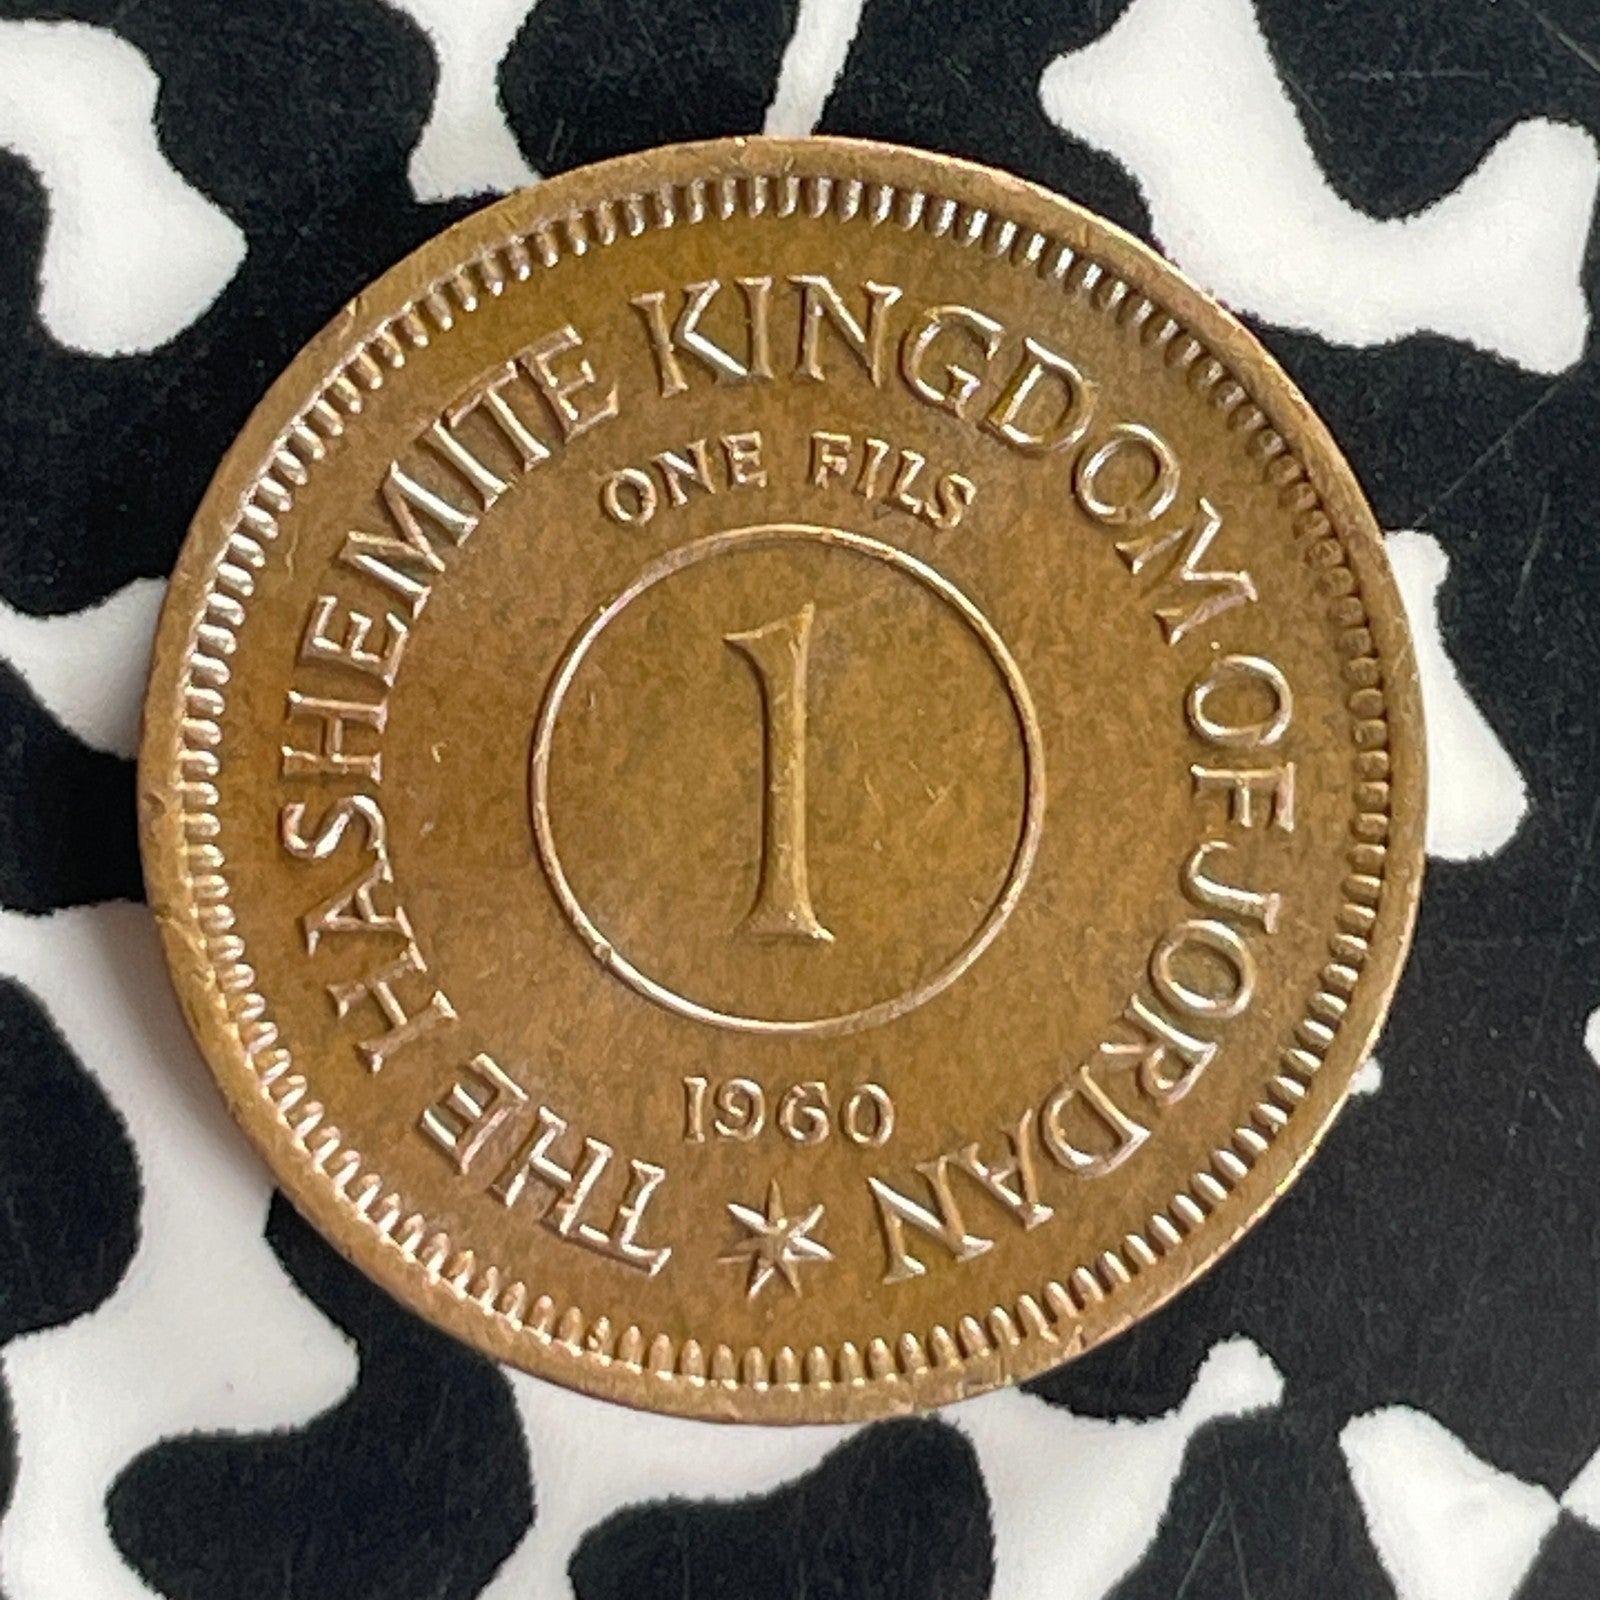 THE HASHEMITE KINGDOM OF JORDAN
ONE FILS
1
1960